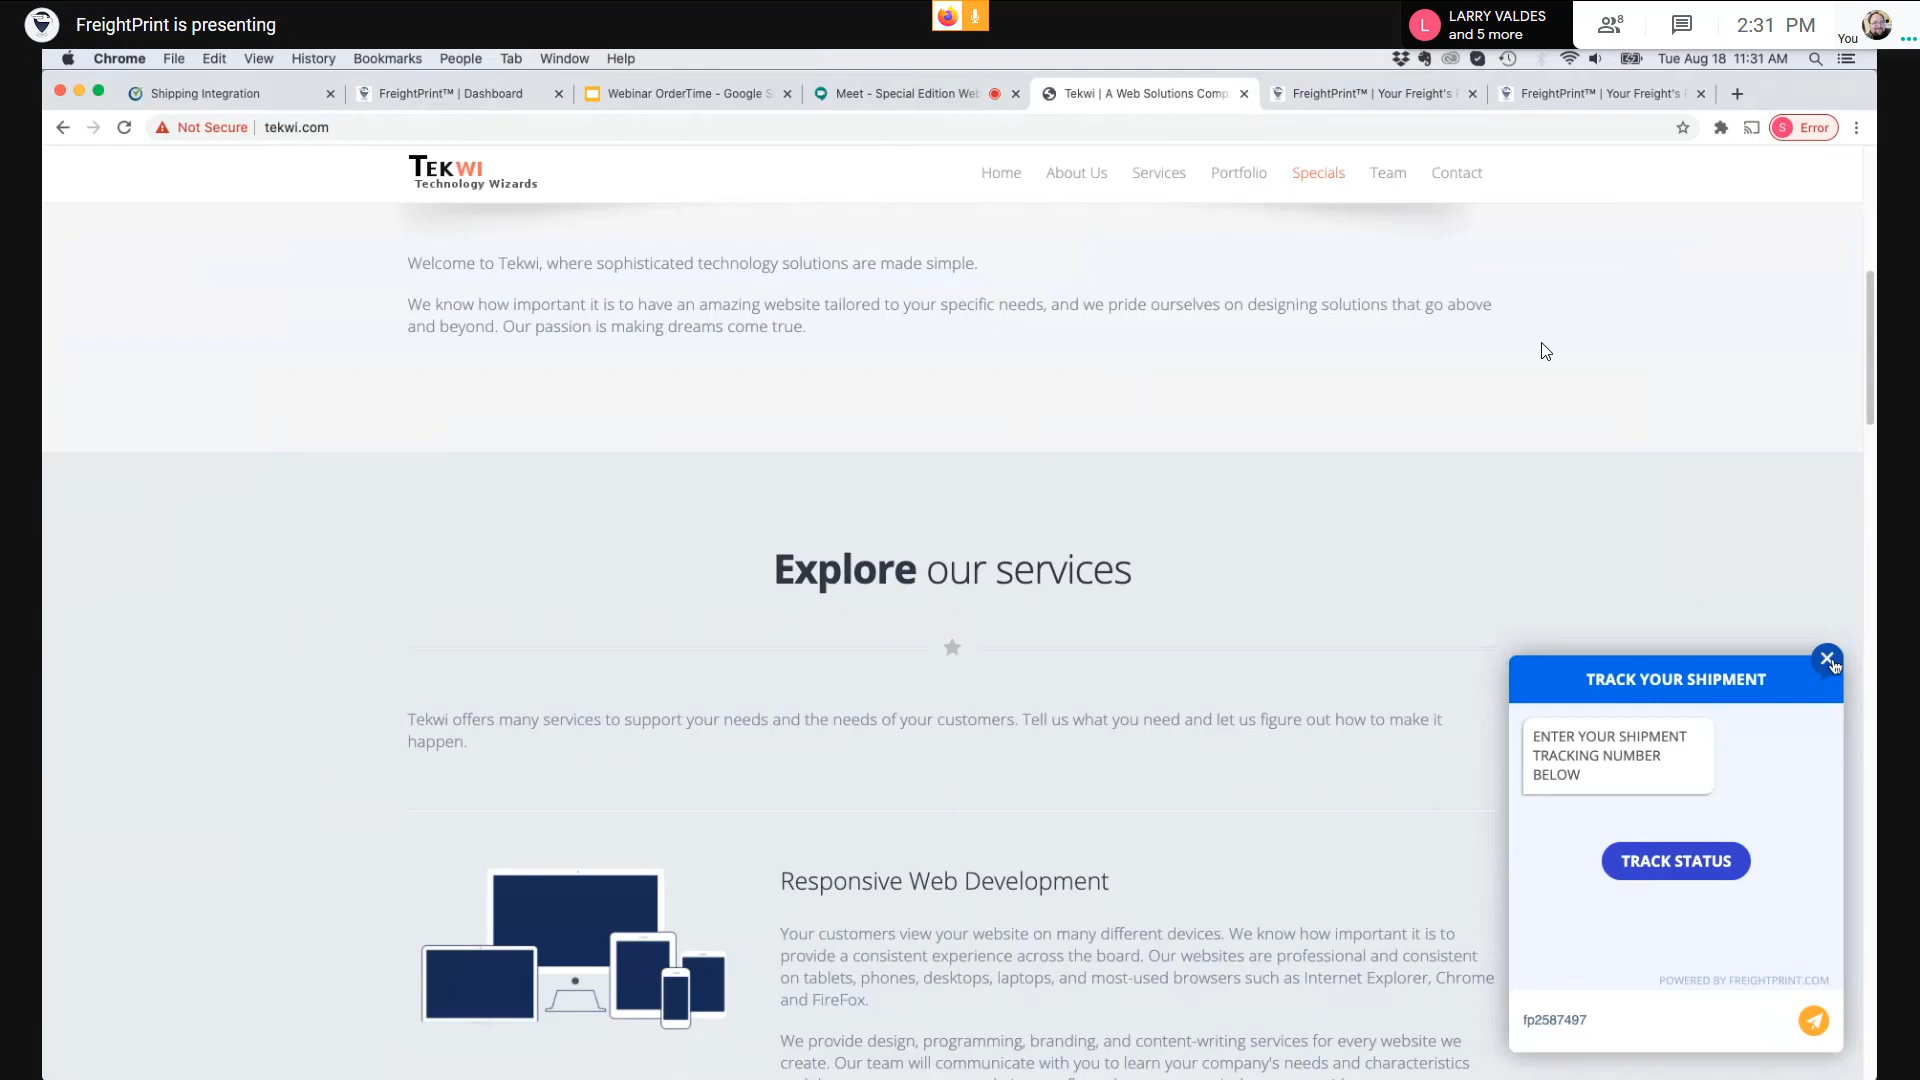 FreightPrint is presenting
LARRY VALDES
and 5 more
8
2:31 PM
You
Chrome File Edit View History Bookmarks People Tab Window Help
Tue Aug 18 11:31 AM
Shipping Integration
FreightPrint™ | Dashboard
Webinar OrderTime - Google S
Meet - Special Edition Web
Tekwi | A Web Solutions Comp
FreightPrint™ | Your Freight's
FreightPrint™ | Your Freight's
Not Secure
tekwi.com
S Error
TEKWI
Technology Wizards
Home About Us Services Portfolio Specials Team Contact
Welcome to Tekwi, where sophisticated technology solutions are made simple.
We know how important it is to have an amazing website tailored to your specific needs, and we pride ourselves on designing solutions that go above
and beyond. Our passion is making dreams come true.
Explore our services
Tekwi offers many services to support your needs and the needs of your customers. Tell us what you need and let us figure out how to make it
happen.
Responsive Web Development
Your customers view your website on many different devices. We know how important it is to
provide a consistent experience across the board. Our websites are professional and consistent
on tablets, phones, desktops, laptops, and most-used browsers such as Internet Explorer, Chrome
and FireFox.
We provide design, programming, branding, and content-writing services for every website we
create. Our team will communicate with you to learn your company's needs and characteristics
TRACK YOUR SHIPMENT
ENTER YOUR SHIPMENT
TRACKING NUMBER
BELOW
TRACK STATUS
POWERED BY FREIGHTPRINT.COM
fp2587497